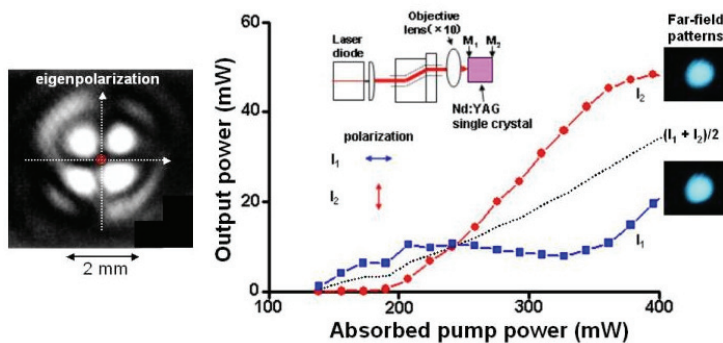 eigenpolarization
2 mm
Output power (mW)
60
40
20
0
100
200
300
400
Absorbed pump power (mW)
Laser
diode
Objective
lens(×10)
M1 M2
Nd:YAG
single crystal
polarization
I1
I2
I2
(I1 + I2)/2
I1
Far-field
patterns